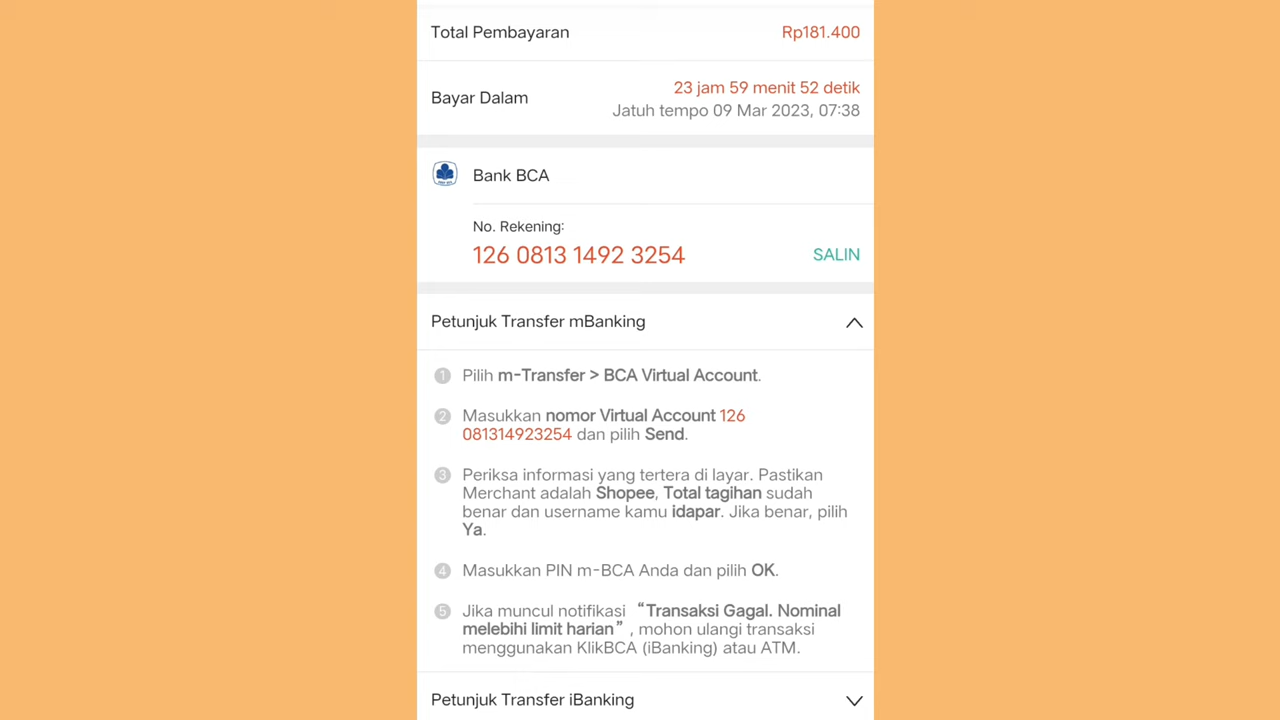 Total Pembayaran Rp181.400
23 jam 59 menit 52 detik
Bayar Dalam
Jatuh tempo 09 Mar 2023, 07:38
Bank BCA
No. Rekening:
126 0813 1492 3254 SALIN
Petunjuk Transfer mBanking
1 Pilih m-Transfer > BCA Virtual Account.
2 Masukkan nomor Virtual Account 126
081314923254 dan pilih Send.
3 Periksa informasi yang tertera di layar. Pastikan
Merchant adalah Shopee, Total tagihan sudah
benar dan username kamu idapar. Jika benar, pilih
Ya.
4 Masukkan PIN m-BCA Anda dan pilih OK.
5 Jika muncul notifikasi “Transaksi Gagal. Nominal
melebihi limit harian”, mohon ulangi transaksi
menggunakan KlikBCA (iBanking) atau ATM.
Petunjuk Transfer iBanking